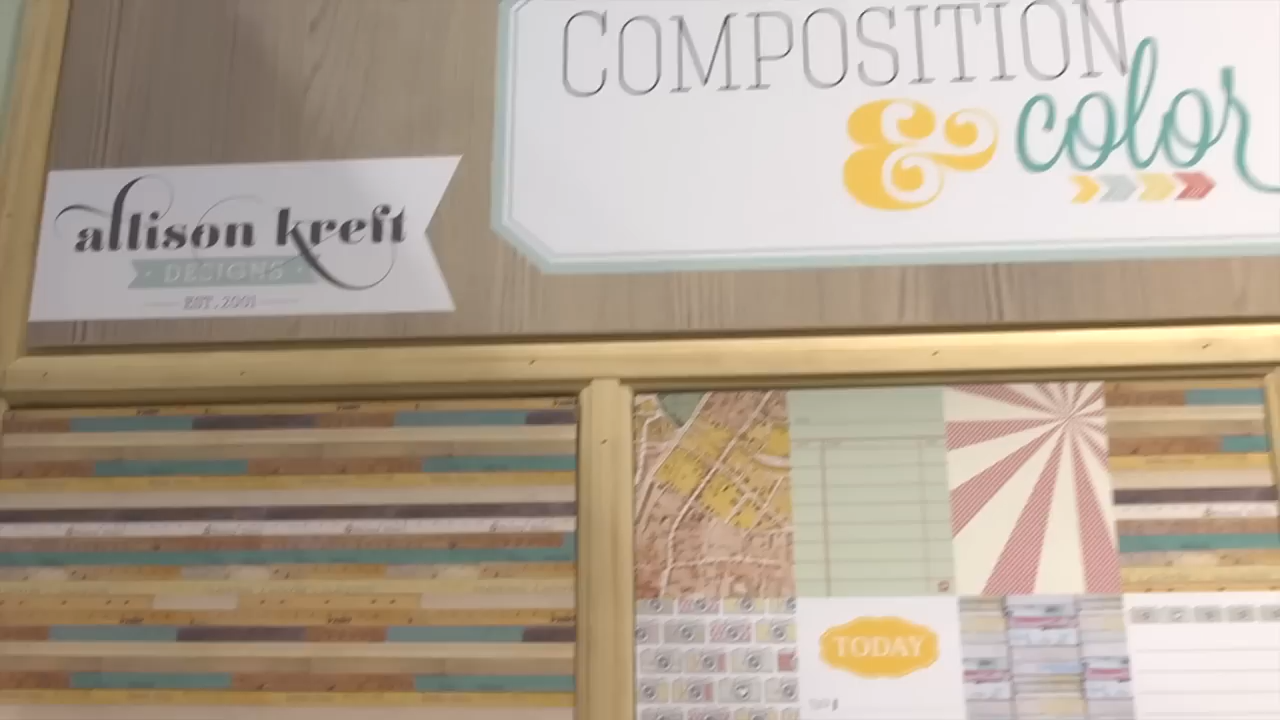 COMPOSITION
& color
allison kreft
DESIGNS
EST. 2001
TODAY